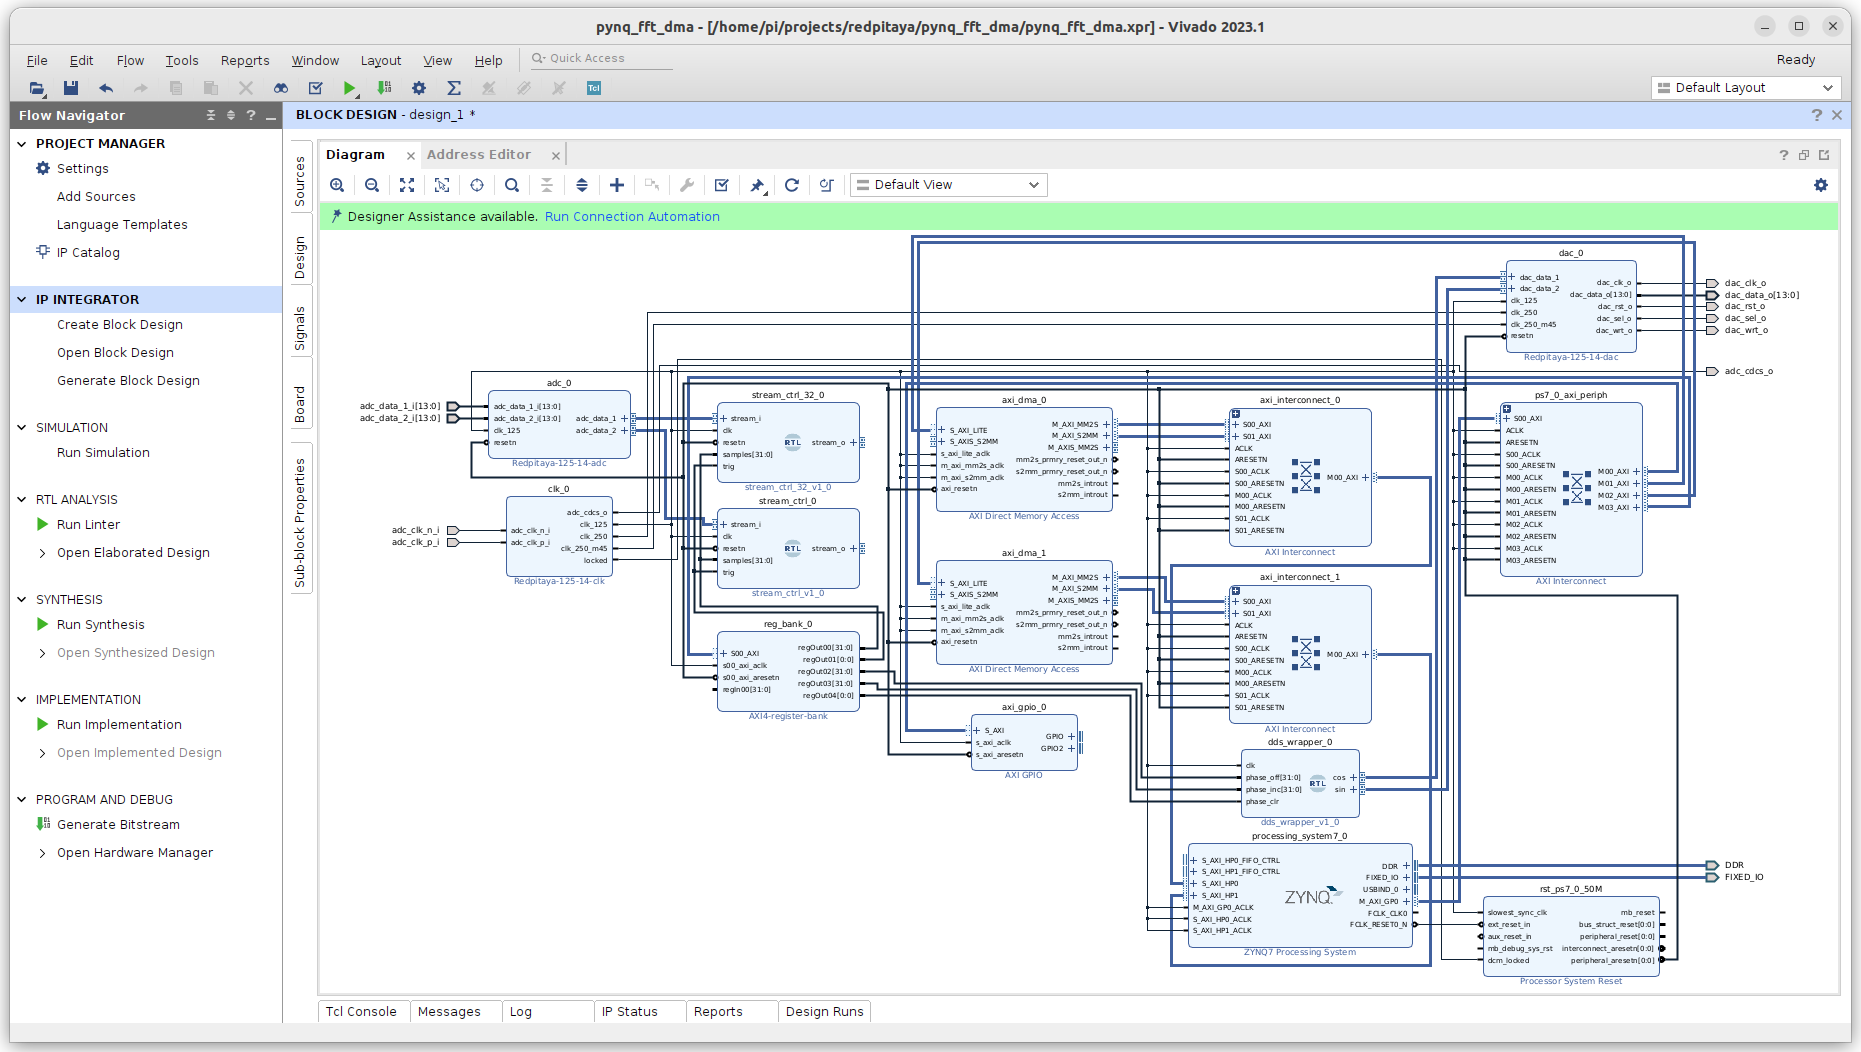 pynq_fft_dma - [/home/pi/projects/redpitaya/pynq_fft_dma/pynq_fft_dma.xpr] - Vivado 2023.1
File Edit Flow Tools Reports Window Layout View Help Quick Access Ready
Tcl Default Layout
Flow Navigator
PROJECT MANAGER
Settings
Add Sources
Language Templates
IP Catalog
IP INTEGRATOR
Create Block Design
Open Block Design
Generate Block Design
SIMULATION
Run Simulation
RTL ANALYSIS
Run Linter
Open Elaborated Design
SYNTHESIS
Run Synthesis
Open Synthesized Design
IMPLEMENTATION
Run Implementation
Open Implemented Design
PROGRAM AND DEBUG
Generate Bitstream
Open Hardware Manager
BLOCK DESIGN - design_1 *
Sources
Design
Signals
Board
Sub-block Properties
Diagram
Address Editor
Default View
Designer Assistance available. Run Connection Automation
adc_data_1_i[13:0]
adc_data_2_i[13:0]
adc_clk_n_i
adc_clk_p_i
adc_0
adc_data_1_i[13:0]
adc_data_2_i[13:0]
clk_125
resetn
adc_data_1
adc_data_2
Redpitaya-125-14-adc
clk_0
adc_clk_n_i
adc_clk_p_i
adc_cdcs_o
clk_125
clk_250
clk_250_m45
locked
Redpitaya-125-14-clk
stream_ctrl_32_0
stream_i
clk
resetn
samples[31:0]
trig
RTL
stream_o
stream_ctrl_32_v1_0
stream_ctrl_0
stream_i
clk
resetn
samples[31:0]
trig
RTL
stream_o
stream_ctrl_v1_0
reg_bank_0
S00_AXI
s00_axi_aclk
s00_axi_aresetn
regIn00[31:0]
regOut00[31:0]
regOut01[0:0]
regOut02[31:0]
regOut03[31:0]
regOut04[0:0]
AXI4-register-bank
axi_dma_0
S_AXI_LITE
S_AXIS_S2MM
s_axi_lite_aclk
m_axi_mm2s_aclk
m_axi_s2mm_aclk
axi_resetn
M_AXI_MM2S
M_AXI_S2MM
M_AXIS_MM2S
mm2s_prmry_reset_out_n
s2mm_prmry_reset_out_n
mm2s_introut
s2mm_introut
AXI Direct Memory Access
axi_dma_1
S_AXI_LITE
S_AXIS_S2MM
s_axi_lite_aclk
m_axi_mm2s_aclk
m_axi_s2mm_aclk
axi_resetn
M_AXI_MM2S
M_AXI_S2MM
M_AXIS_MM2S
mm2s_prmry_reset_out_n
s2mm_prmry_reset_out_n
mm2s_introut
s2mm_introut
AXI Direct Memory Access
axi_gpio_0
S_AXI
s_axi_aclk
s_axi_aresetn
GPIO
GPIO2
AXI GPIO
axi_interconnect_0
S00_AXI
S01_AXI
ACLK
ARESETN
S00_ACLK
S00_ARESETN
M00_ACLK
M00_ARESETN
S01_ACLK
S01_ARESETN
M00_AXI
AXI Interconnect
axi_interconnect_1
S00_AXI
S01_AXI
ACLK
ARESETN
S00_ACLK
S00_ARESETN
M00_ACLK
M00_ARESETN
S01_ACLK
S01_ARESETN
M00_AXI
AXI Interconnect
dds_wrapper_0
clk
phase_off[31:0]
phase_inc[31:0]
phase_clr
RTL
cos
sin
dds_wrapper_v1_0
processing_system7_0
S_AXI_HP0_FIFO_CTRL
S_AXI_HP1_FIFO_CTRL
S_AXI_HP0
S_AXI_HP1
M_AXI_GP0_ACLK
S_AXI_HP0_ACLK
S_AXI_HP1_ACLK
ZYNQ
DDR
FIXED_IO
USBIND_0
M_AXI_GP0
FCLK_CLK0
FCLK_RESET0_N
ZYNQ7 Processing System
dac_0
dac_data_1
dac_data_2
clk_125
clk_250
clk_250_m45
resetn
dac_clk_o
dac_data_o[13:0]
dac_rst_o
dac_sel_o
dac_wrt_o
Redpitaya-125-14-dac
dac_clk_o
dac_data_o[13:0]
dac_rst_o
dac_sel_o
dac_wrt_o
adc_cdcs_o
ps7_0_axi_periph
S00_AXI
ACLK
ARESETN
S00_ACLK
S00_ARESETN
M00_ACLK
M00_ARESETN
M01_ACLK
M01_ARESETN
M02_ACLK
M02_ARESETN
M03_ACLK
M03_ARESETN
M00_AXI
M01_AXI
M02_AXI
M03_AXI
AXI Interconnect
DDR
FIXED_IO
rst_ps7_0_50M
slowest_sync_clk
ext_reset_in
aux_reset_in
mb_debug_sys_rst
dcm_locked
mb_reset
bus_struct_reset[0:0]
peripheral_reset[0:0]
interconnect_aresetn[0:0]
peripheral_aresetn[0:0]
Processor System Reset
Tcl Console Messages Log IP Status Reports Design Runs